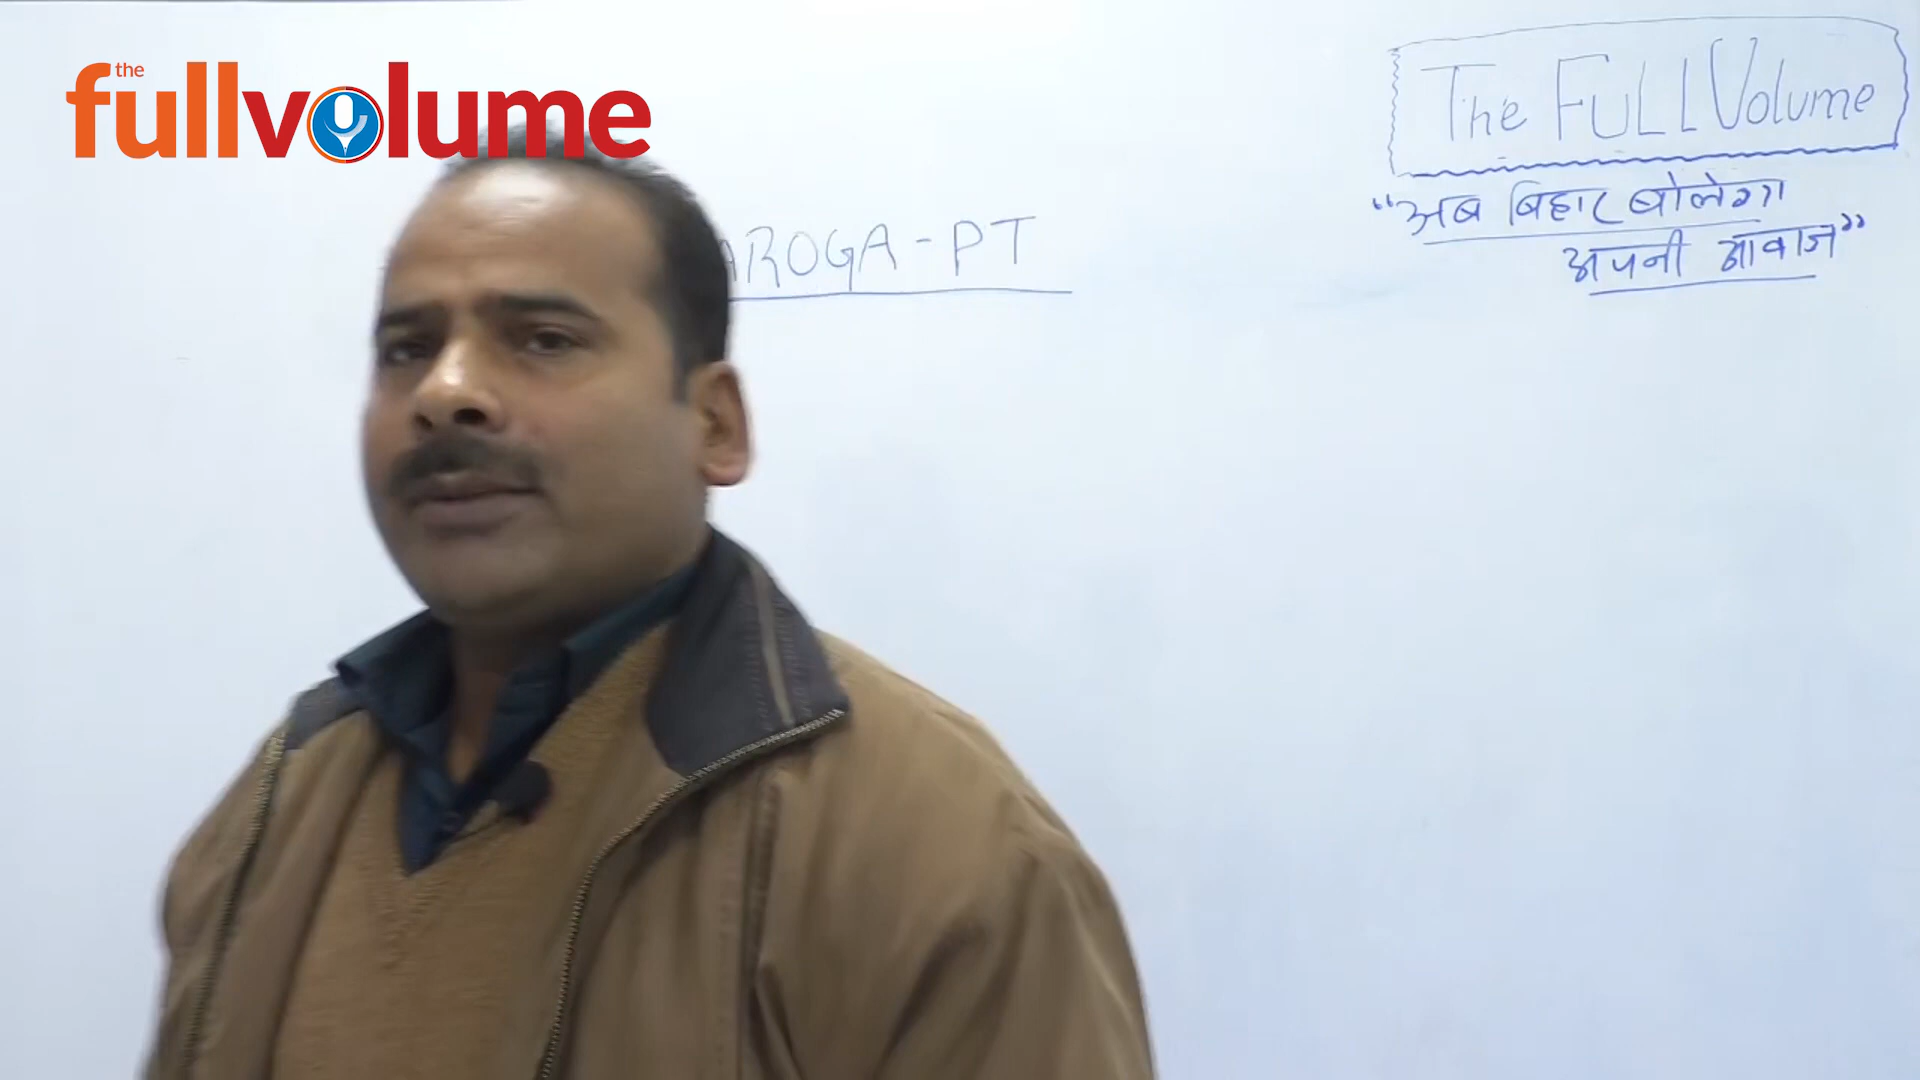 the
fullvolume
The FULL Volume
"अब बिहार बोलेगा
अपनी आवाज"
AROGA-PT